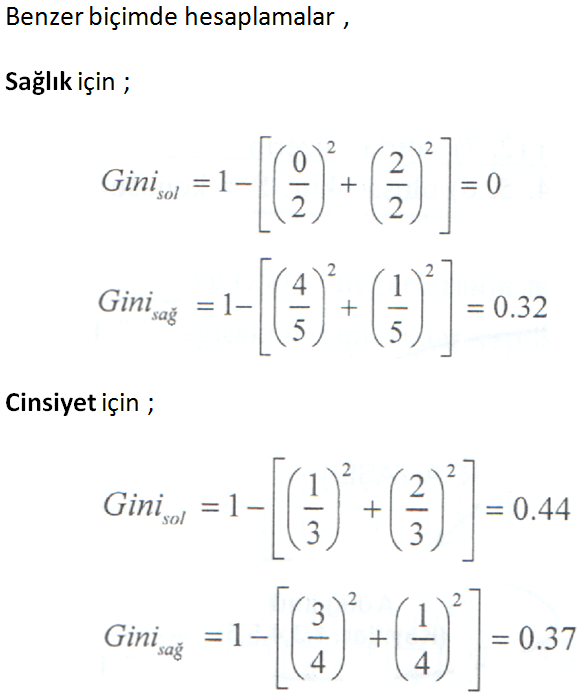 Benzer biçimde hesaplamalar ,
Sağlık için ;
Gini_sol = 1 − [(0/2)² + (2/2)²] = 0
Gini_sağ = 1 − [(4/5)² + (1/5)²] = 0.32
Cinsiyet için ;
Gini_sol = 1 − [(1/3)² + (2/3)²] = 0.44
Gini_sağ = 1 − [(3/4)² + (1/4)²] = 0.37